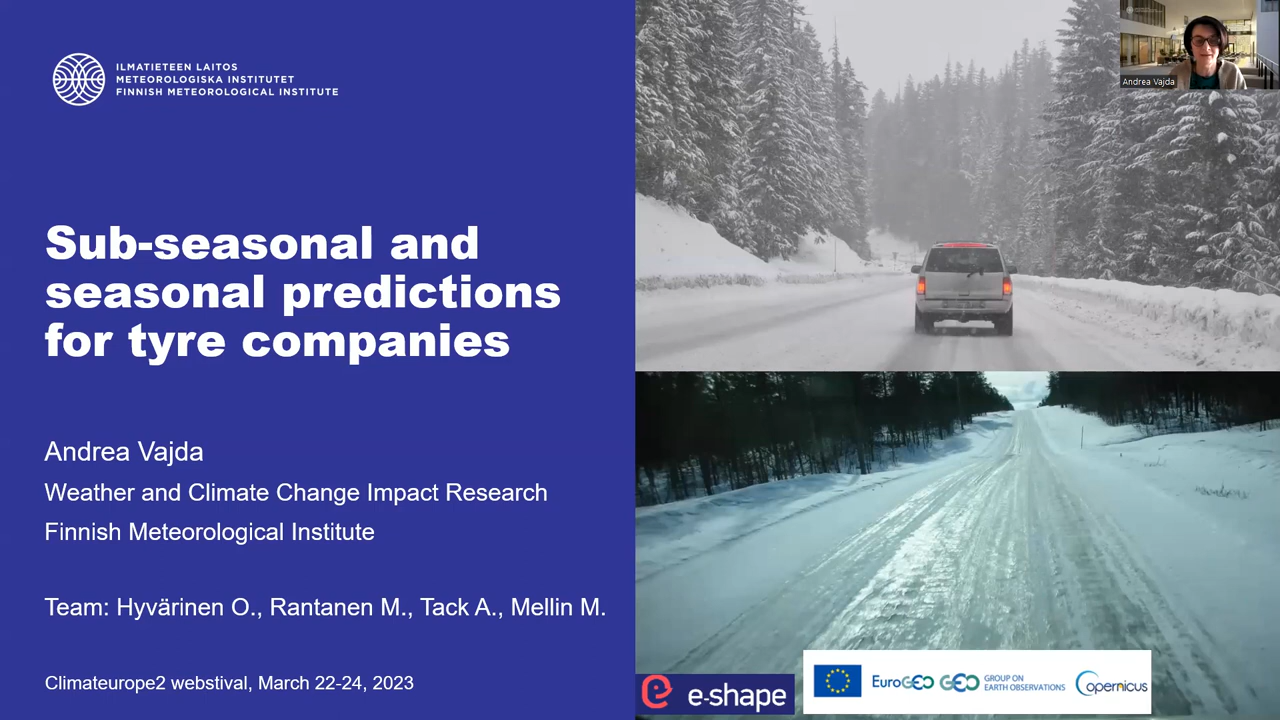 ILMATIETEEN LAITOS
METEOROLOGISKA INSTITUTET
FINNISH METEOROLOGICAL INSTITUTE
Andrea Vajda
Sub-seasonal and
seasonal predictions
for tyre companies
Andrea Vajda
Weather and Climate Change Impact Research
Finnish Meteorological Institute
Team: Hyvärinen O., Rantanen M., Tack A., Mellin M.
Climateurope2 webstival, March 22-24, 2023
e-shape
EuroGEO
GEO
GROUP ON
EARTH OBSERVATIONS
Copernicus